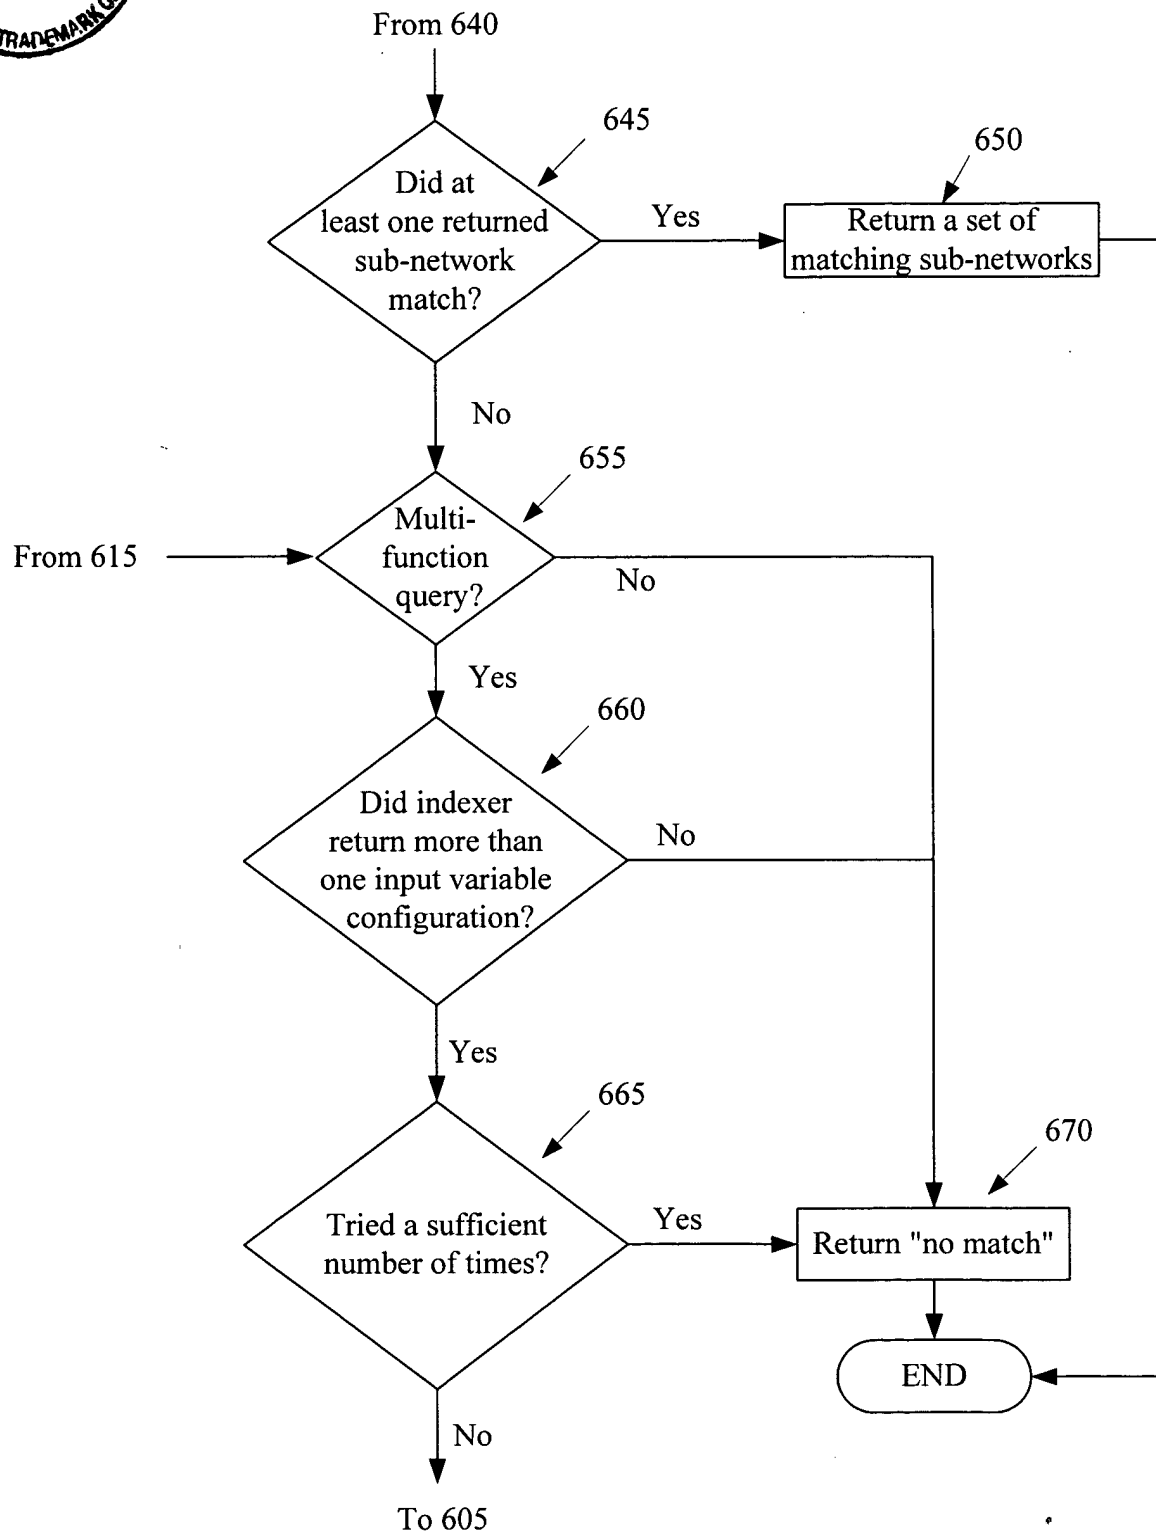 TRADEMARK
From 640
645
Did at
least one returned
sub-network
match?
Yes
650
Return a set of
matching sub-networks
No
655
From 615
Multi-
function
query?
No
Yes
660
Did indexer
return more than
one input variable
configuration?
No
Yes
665
Tried a sufficient
number of times?
Yes
670
Return "no match"
END
No
To 605